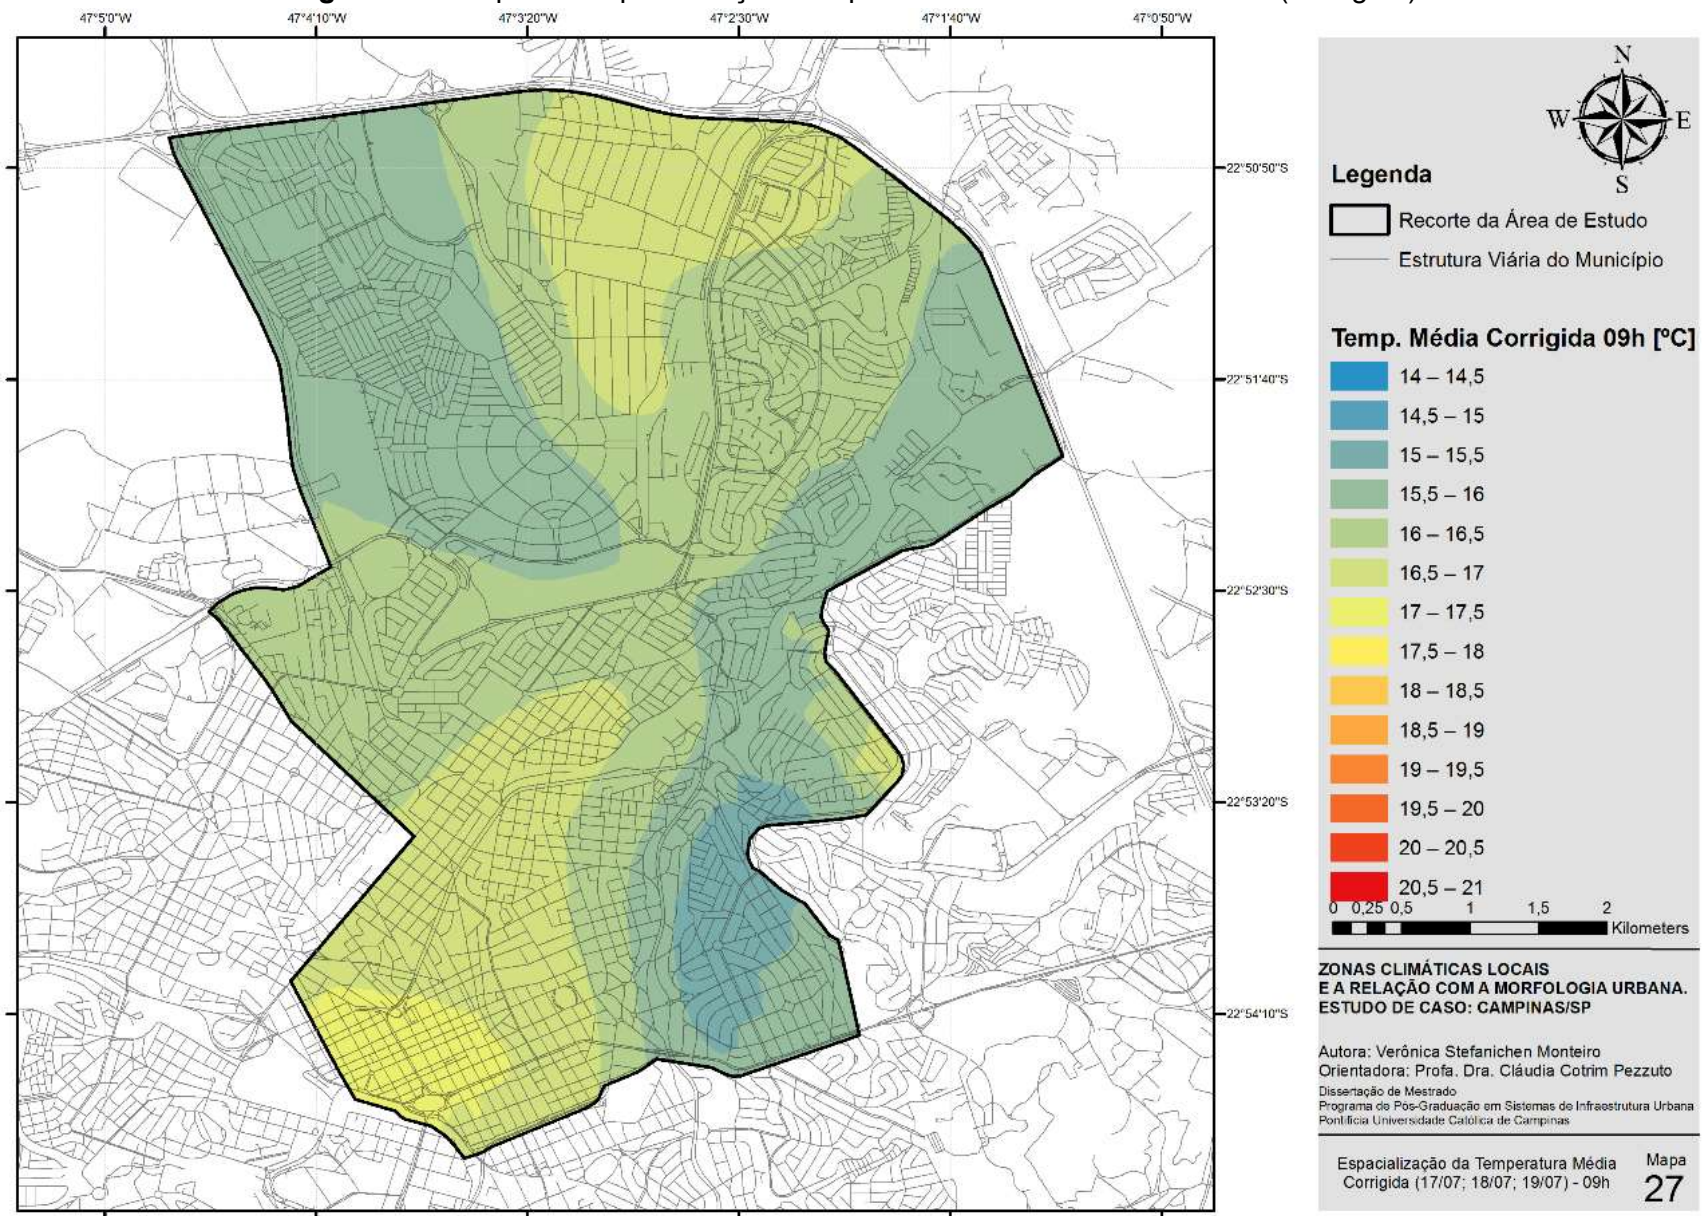 47°5'0"W 47°4'10"W 47°3'20"W 47°2'30"W 47°1'40"W 47°0'50"W
22°50'50"S
22°51'40"S
22°52'30"S
22°53'20"S
22°54'10"S
N
W E
S
Legenda
Recorte da Área de Estudo
Estrutura Viária do Município
Temp. Média Corrigida 09h [ºC]
14 – 14,5
14,5 – 15
15 – 15,5
15,5 – 16
16 – 16,5
16,5 – 17
17 – 17,5
17,5 – 18
18 – 18,5
18,5 – 19
19 – 19,5
19,5 – 20
20 – 20,5
20,5 – 21
0 0,25 0,5 1 1,5 2
Kilometers
ZONAS CLIMÁTICAS LOCAIS
E A RELAÇÃO COM A MORFOLOGIA URBANA.
ESTUDO DE CASO: CAMPINAS/SP
Autora: Verônica Stefanichen Monteiro
Orientadora: Profa. Dra. Cláudia Cotrim Pezzuto
Dissertação de Mestrado
Programa de Pós-Graduação em Sistemas de Infraestrutura Urbana
Pontifícia Universidade Católica de Campinas
Espacialização da Temperatura Média
Corrigida (17/07; 18/07; 19/07) - 09h
Mapa
27